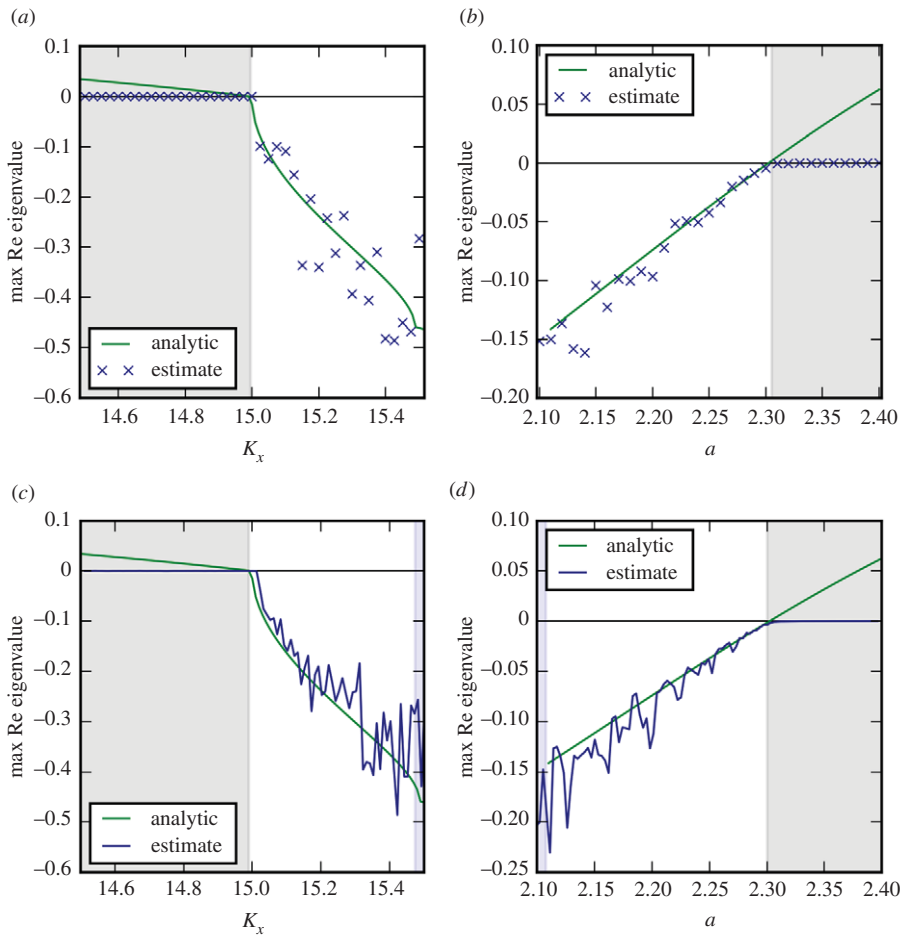 (a)
0.1
0
–0.1
–0.2
–0.3
–0.4
–0.5
–0.6
max Re eigenvalue
analytic
estimate
14.6 14.8 15.0 15.2 15.4
Kx
(b)
0.10
0.05
0
–0.05
–0.10
–0.15
–0.20
max Re eigenvalue
analytic
estimate
2.10 2.15 2.20 2.25 2.30 2.35 2.40
a
(c)
0.1
0
–0.1
–0.2
–0.3
–0.4
–0.5
–0.6
max Re eigenvalue
analytic
estimate
14.6 14.8 15.0 15.2 15.4
Kx
(d)
0.10
0.05
0
–0.05
–0.10
–0.15
–0.20
–0.25
max Re eigenvalue
analytic
estimate
2.10 2.15 2.20 2.25 2.30 2.35 2.40
a